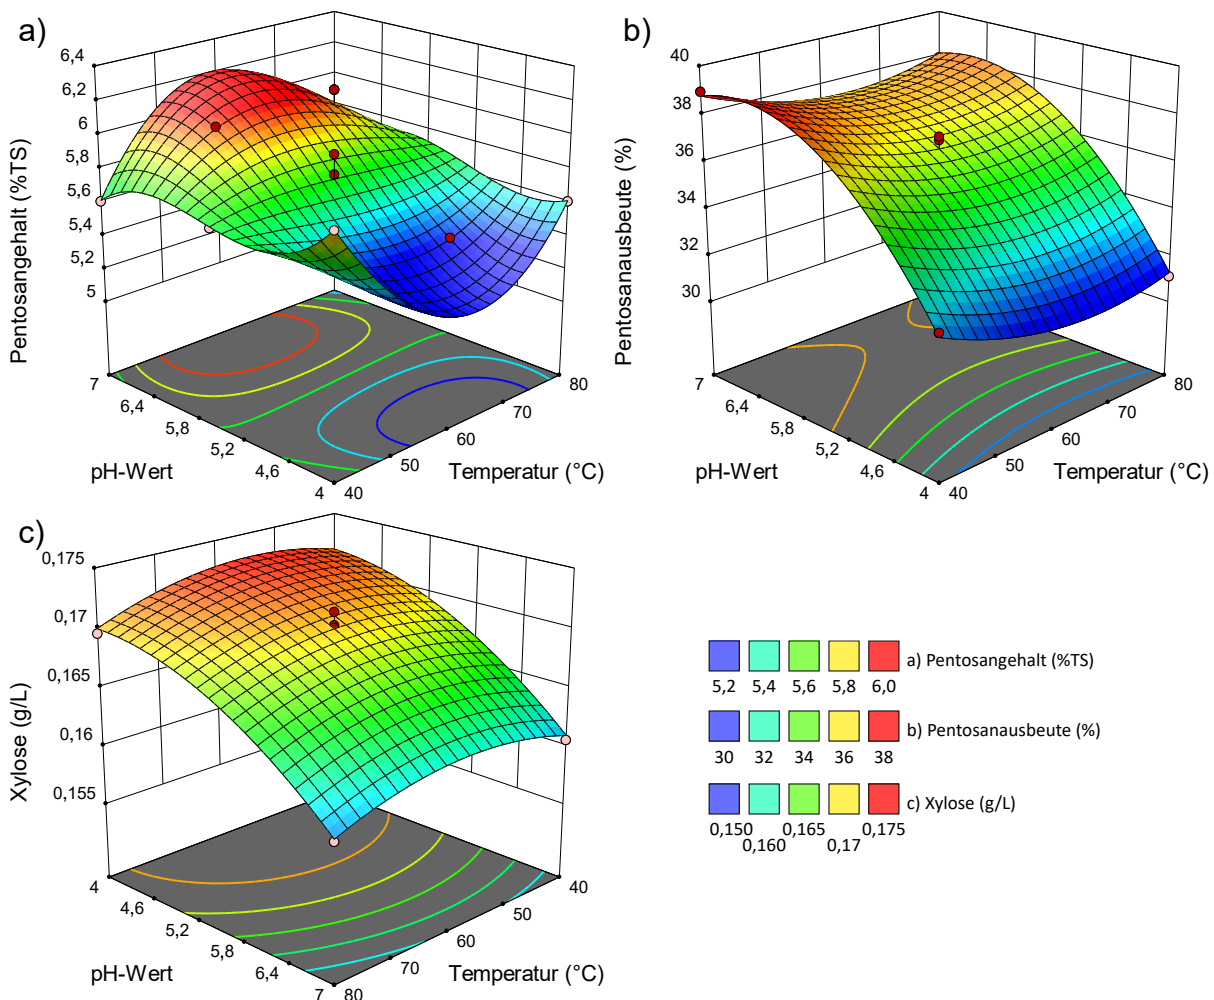 a)
6,4
6,2
6
5,8
5,6
5,4
5,2
5
Pentosangehalt (%TS)
7
6,4
5,8
5,2
4,6
4
pH-Wert
40
50
60
70
80
Temperatur (°C)
b)
40
38
36
34
32
30
Pentosanausbeute (%)
7
6,4
5,8
5,2
4,6
4
pH-Wert
40
50
60
70
80
Temperatur (°C)
c)
0,175
0,17
0,165
0,16
0,155
Xylose (g/L)
4
4,6
5,2
5,8
6,4
7
pH-Wert
80
70
60
50
40
Temperatur (°C)
a) Pentosangehalt (%TS)
5,2 5,4 5,6 5,8 6,0
b) Pentosanausbeute (%)
30 32 34 36 38
c) Xylose (g/L)
0,150 0,160 0,165 0,17 0,175